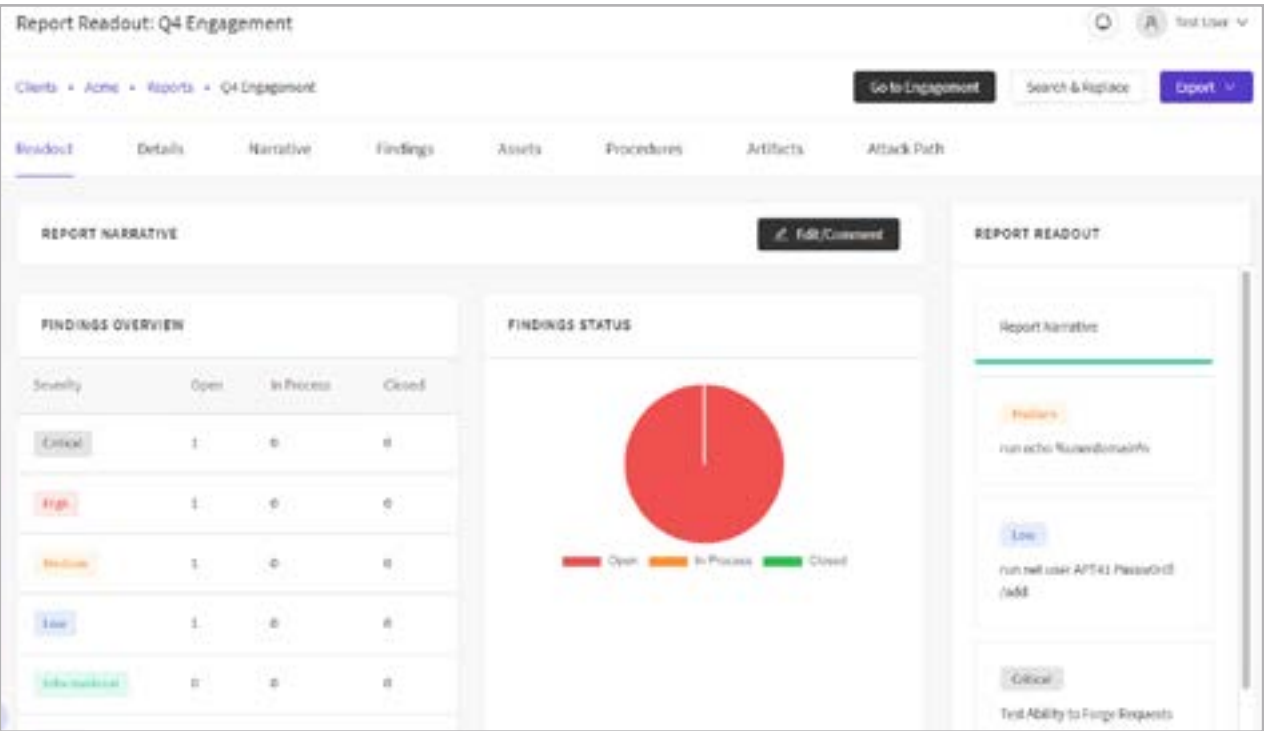 Report Readout: Q4 Engagement
Test User
Clients • Acme • Reports • Q4 Engagement
Go to Engagement
Search & Replace
Export
Readout
Details
Narrative
Findings
Assets
Procedures
Artifacts
Attack Path
REPORT NARRATIVE
Edit/Comment
FINDINGS OVERVIEW
Severity Open In Process Closed
Critical 1 0 0
High 1 0 0
Medium 1 0 0
Low 1 0 0
Informational 0 0 0
FINDINGS STATUS
Open In Process Closed
REPORT READOUT
Report Narrative
Medium
run echo %userdomain%
Low
run net user APT41
/add
Critical
Test Ability to Forge Requests